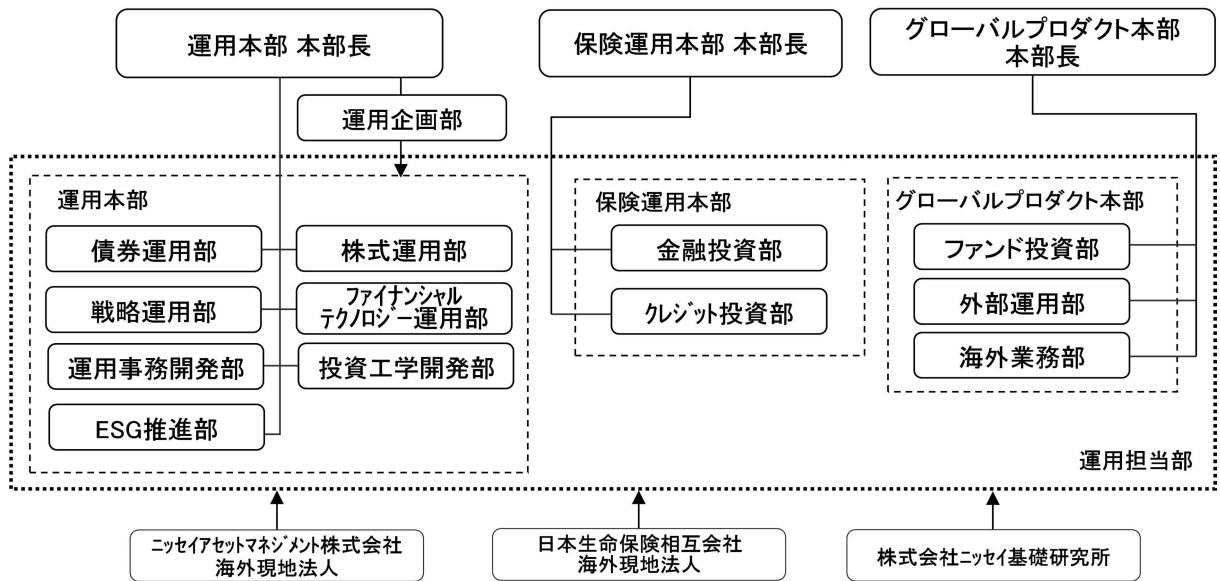 運用本部 本部長
保険運用本部 本部長
グローバルプロダクト本部
本部長
運用企画部
運用本部
債券運用部
株式運用部
戦略運用部
ファイナンシャル
テクノロジー運用部
運用事務開発部
投資工学開発部
ESG推進部
保険運用本部
金融投資部
クレジット投資部
グローバルプロダクト本部
ファンド投資部
外部運用部
海外業務部
運用担当部
ニッセイアセットマネジメント株式会社
海外現地法人
日本生命保険相互会社
海外現地法人
株式会社ニッセイ基礎研究所